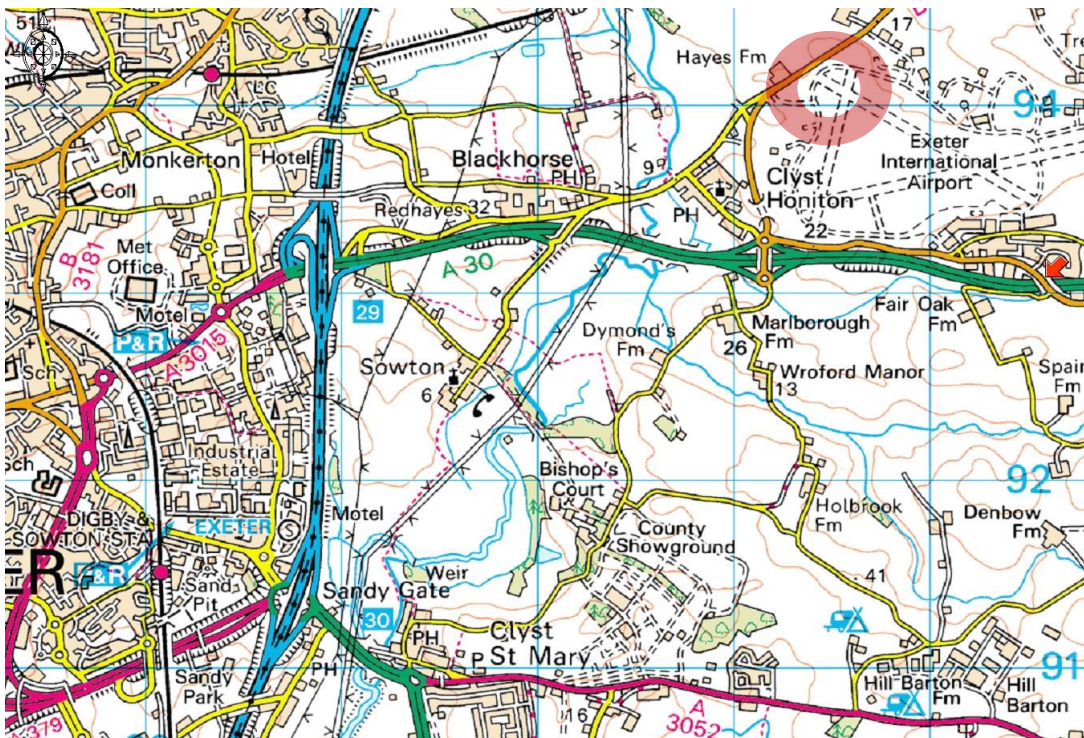 51
17
Hayes Fm
Tre
LC
94
Monkerton
Hotel
Blackhorse
PH
9
Exeter
International
Airport
Coll
Clyst
Honiton
Redhayes
32
PH
22
B
3181
Met
Office
A 30
Motel
29
Fair Oak
Fm
P&R
A 3015
Dymond's
Fm
Marlborough
Fm
26
Sch
Sowton
6
Wroford Manor
13
Spair
Fm
Industrial
Estate
ch
Bishop's
Court
92
DIGBY &
SOWTON STA
EXETER
Motel
Holbrook
Fm
Denbow
Fm
County
Showground
ER
P&R
Sand
Pit
Weir
41
Sandy Gate
30
PH
Clyst
St Mary
P
Sandy
Park
PH
91
Hill Barton
Fm
Hill
Barton
A
3052
16
A 379